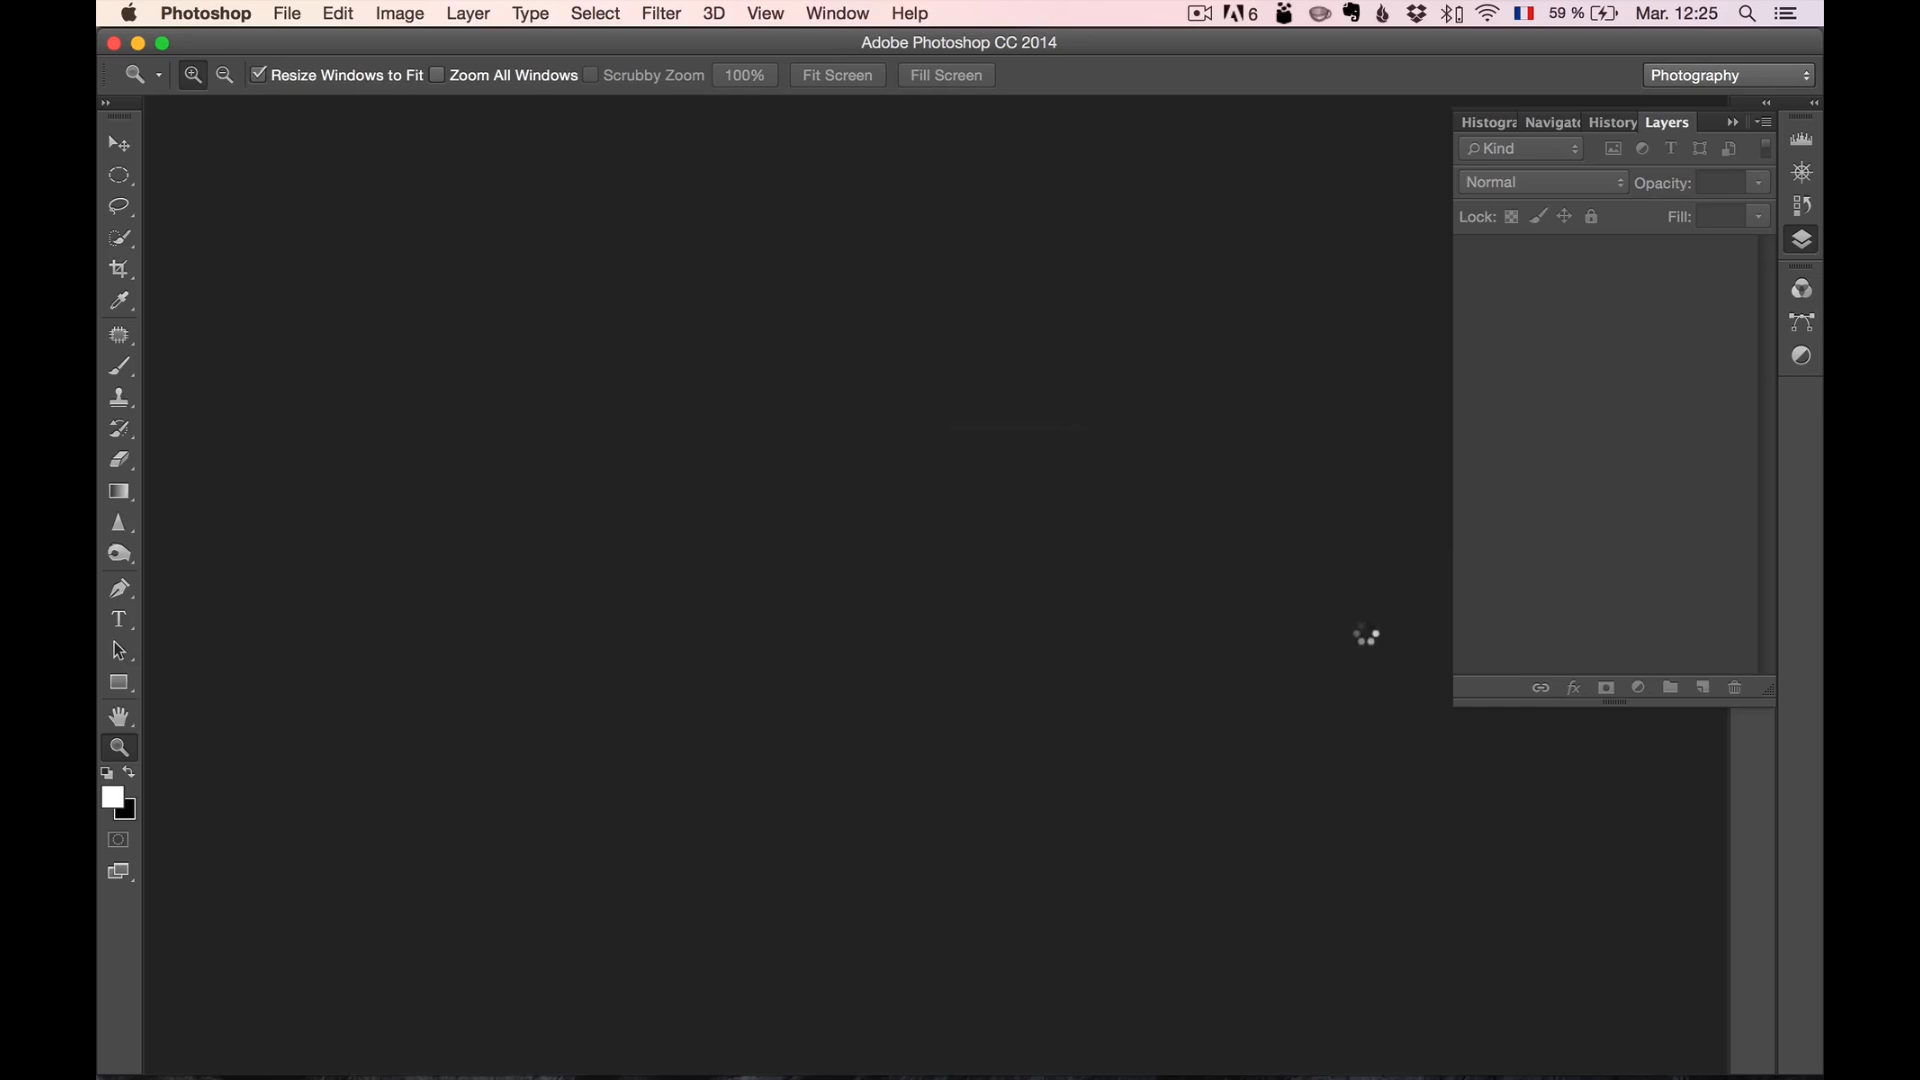 Photoshop File Edit Image Layer Type Select Filter 3D View Window Help 6 59 % Mar. 12:25
Adobe Photoshop CC 2014
Resize Windows to Fit Zoom All Windows Scrubby Zoom 100% Fit Screen Fill Screen Photography
Histogra Navigato History Layers
Kind T
Normal Opacity:
Lock: Fill:
T
fx